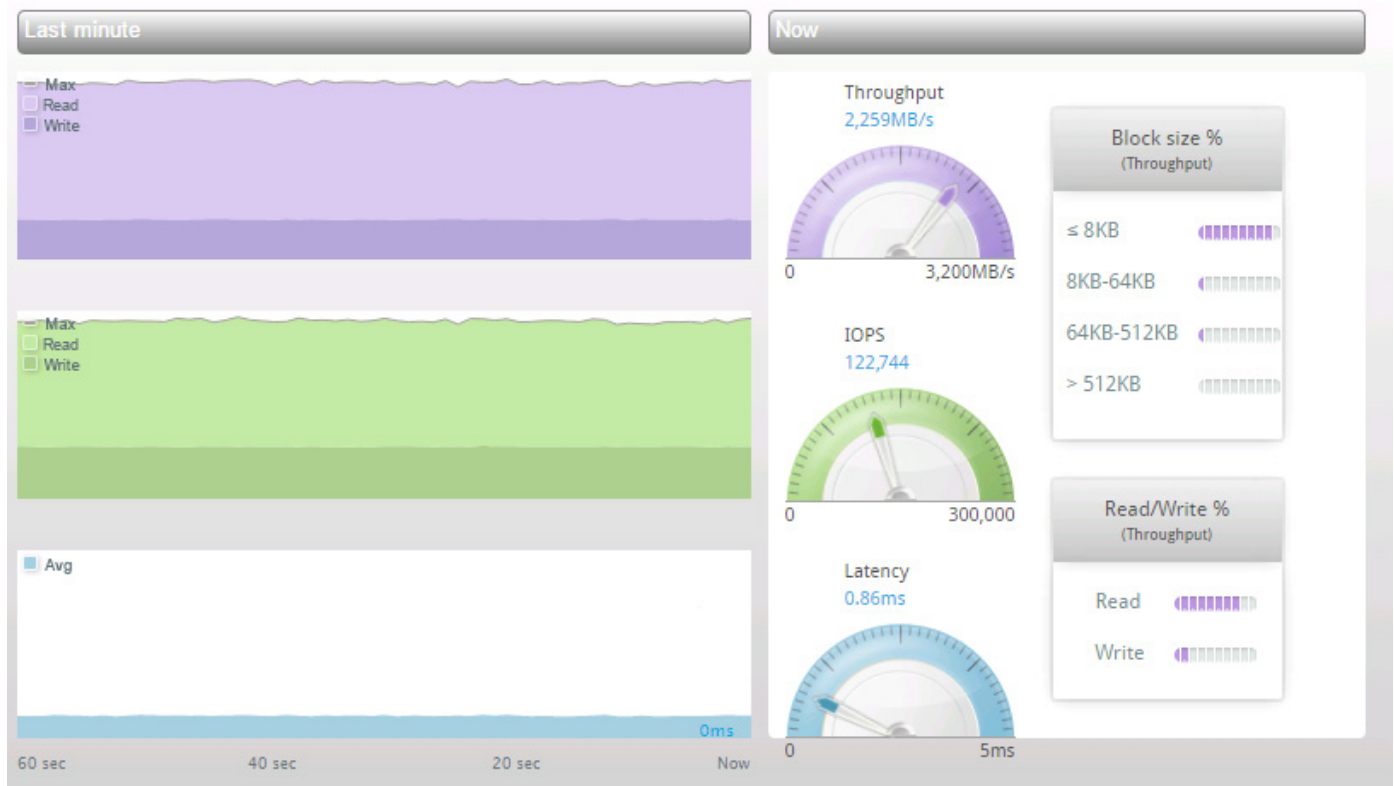 Last minute
Max
Read
Write
Max
Read
Write
Avg
0ms
60 sec 40 sec 20 sec Now
Now
Throughput
2,259MB/s
0 3,200MB/s
IOPS
122,744
0 300,000
Latency
0.86ms
0 5ms
Block size %
(Throughput)
≤ 8KB
8KB-64KB
64KB-512KB
> 512KB
Read/Write %
(Throughput)
Read
Write